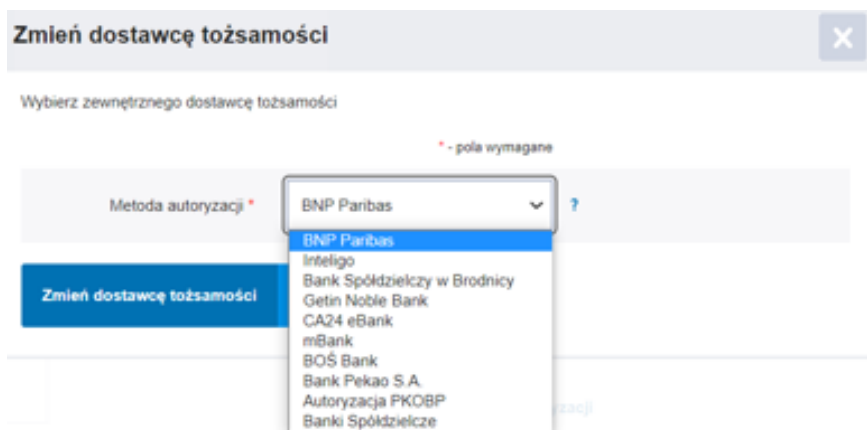 Zmień dostawcę tożsamości
Wybierz zewnętrznego dostawcę tożsamości
* - pola wymagane
Metoda autoryzacji * BNP Paribas ?
BNP Paribas
Inteligo
Bank Spółdzielczy w Brodnicy
Getin Noble Bank
CA24 eBank
mBank
BOŚ Bank
Bank Pekao S.A.
Autoryzacja PKOBP
Banki Spółdzielcze
Zmień dostawcę tożsamości